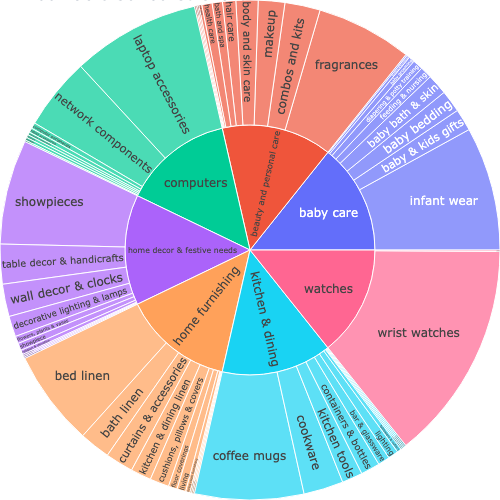 health care
bath and spa
hair care
body and skin care
makeup
combos and kits
fragrances
beauty and personal care
feeding & nursing
baby bath & skin
baby bedding
baby & kids gifts
infant wear
baby care
laptop accessories
network components
computers
showpieces
table decor & handicrafts
wall decor & clocks
decorative lighting & lamps
showpiece
home decor & festive needs
bed linen
bath linen
curtains & accessories
kitchen & dining linen
cushions, pillows & covers
floor coverings
living
home furnishing
coffee mugs
cookware
kitchen tools
containers & bottles
bar & glassware
lighting
kitchen & dining
wrist watches
watches